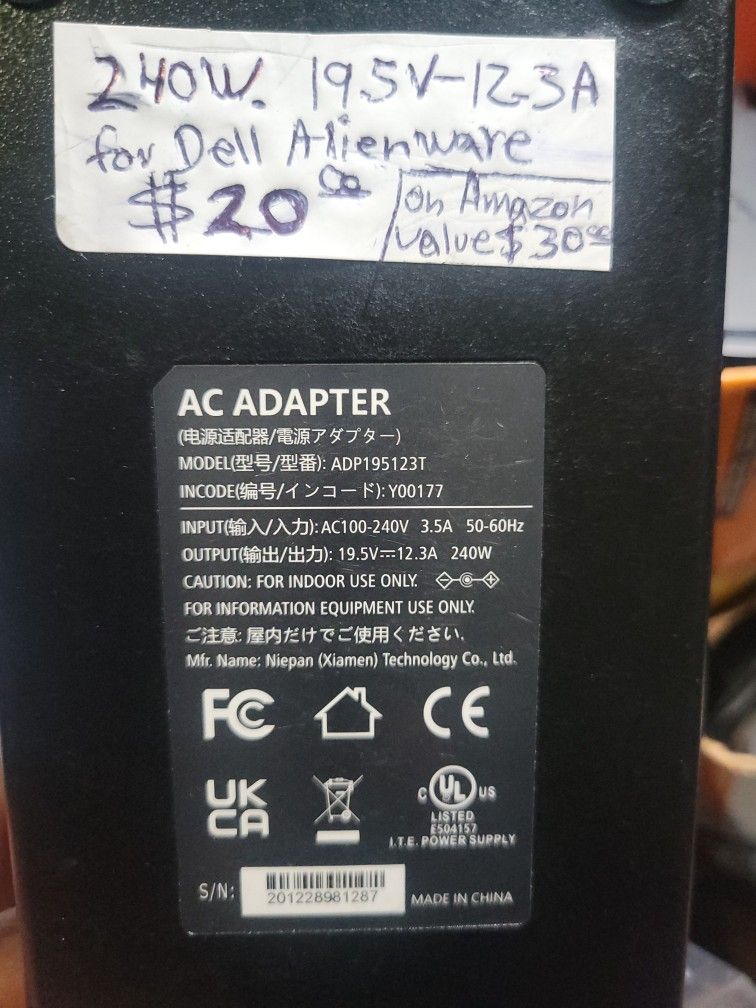 240W. 19.5V-12.3A
for Dell Alienware
$20 00
on Amazon
value $30 00
AC ADAPTER
(电源适配器/電源アダプター)
MODEL(型号/型番): ADP195123T
INCODE(编号/インコード): Y00177
INPUT(输入/入力): AC100-240V 3.5A 50-60Hz
OUTPUT(输出/出力): 19.5V⎓12.3A 240W
CAUTION: FOR INDOOR USE ONLY.
FOR INFORMATION EQUIPMENT USE ONLY.
ご注意: 屋内だけでご使用ください.
Mfr. Name: Niepan (Xiamen) Technology Co., Ltd.
FC CE
UK
CA
C UL US
LISTED
E504157
I.T.E. POWER SUPPLY
S/N:
201228981287
MADE IN CHINA